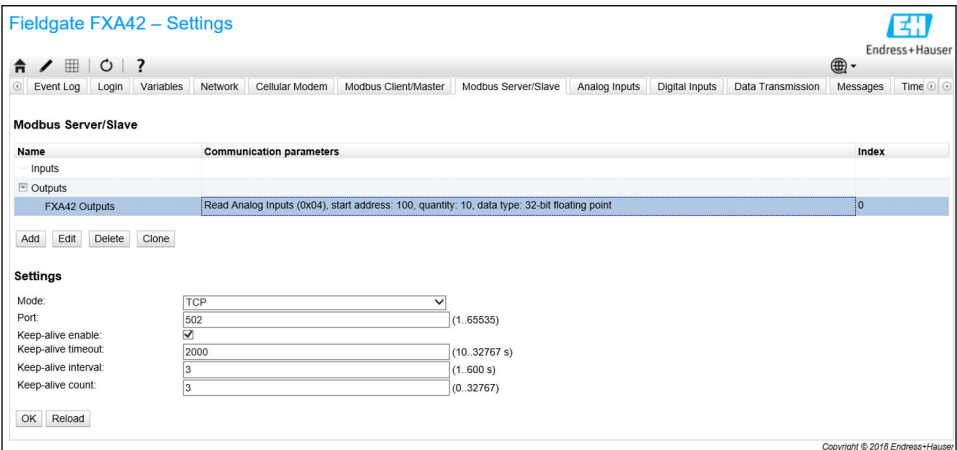 Fieldgate FXA42 – Settings
EH
Endress+Hauser
?
Event Log Login Variables Network Cellular Modem Modbus Client/Master Modbus Server/Slave Analog Inputs Digital Inputs Data Transmission Messages Time
Modbus Server/Slave
Name Communication parameters Index
Inputs
Outputs
FXA42 Outputs Read Analog Inputs (0x04), start address: 100, quantity: 10, data type: 32-bit floating point 0
Add Edit Delete Clone
Settings
Mode: TCP
Port: 502 (1..65535)
Keep-alive enable:
Keep-alive timeout: 2000 (10..32767 s)
Keep-alive interval: 3 (1..600 s)
Keep-alive count: 3 (0..32767)
OK Reload
Copyright © 2018 Endress+Hauser